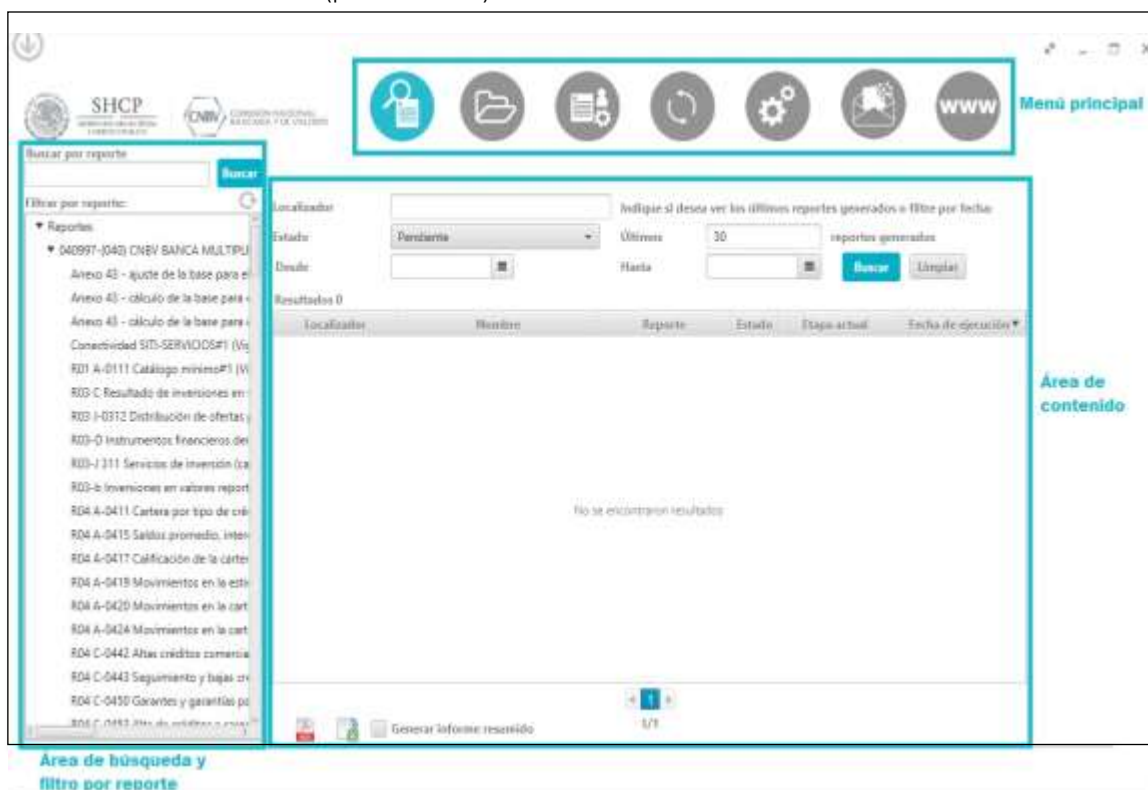 SHCP
CNBV COMISIÓN NACIONAL
BANCARIA Y DE VALORES
www
Menú principal
Buscar por reporte
Buscar
Filtrar por reporte:
Reportes
040997-(040) CNBV BANCA MULTIPL
Anexo 43 - ajuste de la base para e
Anexo 43 - cálculo de la base para
Anexo 43 - cálculo de la base para
Conectividad SITI-SERVICIOS#1 (Vig
R01 A-0111 Catálogo mínimo#1 (Vi
R03 C Resultado de inversiones en
R03 I-0312 Distribución de ofertas
R03-D Instrumentos financieros de
R03-J 311 Servicios de inversión (ca
R03-b Inversiones en valores report
R04 A-0411 Cartera por tipo de cré
R04 A-0415 Saldos promedio, inter
R04 A-0417 Calificación de la carter
R04 A-0419 Movimientos en la esti
R04 A-0420 Movimientos en la cart
R04 A-0424 Movimientos en la cart
R04 C-0442 Altas créditos comercia
R04 C-0443 Seguimiento y bajas cr
R04 C-0450 Garantes y garantías pa
Localizador
Indique si desea ver los últimos reportes generados o filtre por fecha:
Estado Pendiente Últimos 30 reportes generados
Desde Hasta Buscar Limpiar
Resultados 0
Localizador Nombre Reporte Estado Etapa actual Fecha de ejecución
No se encontraron resultados
Área de
contenido
1
1/1
Generar informe resumido
Área de búsqueda y
filtro por reporte